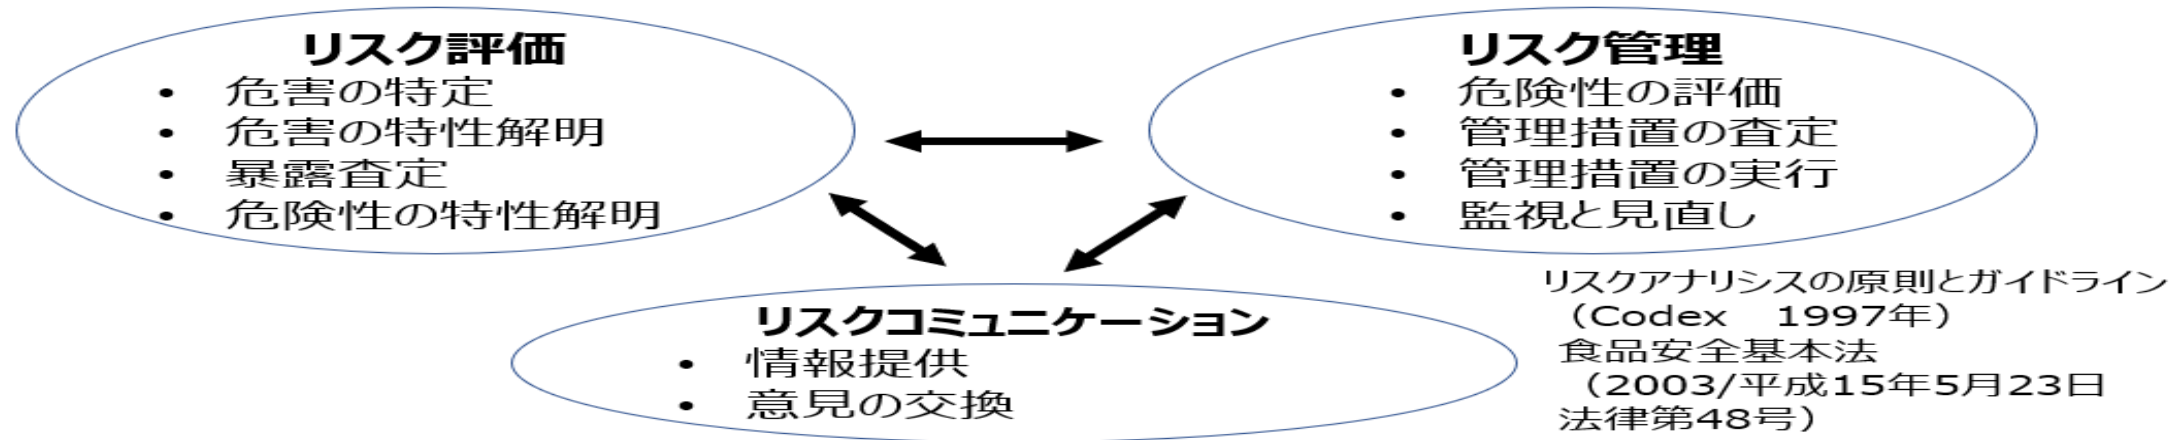 リスク評価
• 危害の特定
• 危害の特性解明
• 暴露査定
• 危険性の特性解明
リスク管理
• 危険性の評価
• 管理措置の査定
• 管理措置の実行
• 監視と見直し
リスクコミュニケーション
• 情報提供
• 意見の交換
リスクアナリシスの原則とガイドライン
（Codex　1997年）
食品安全基本法
（2003/平成15年5月23日
法律第48号）